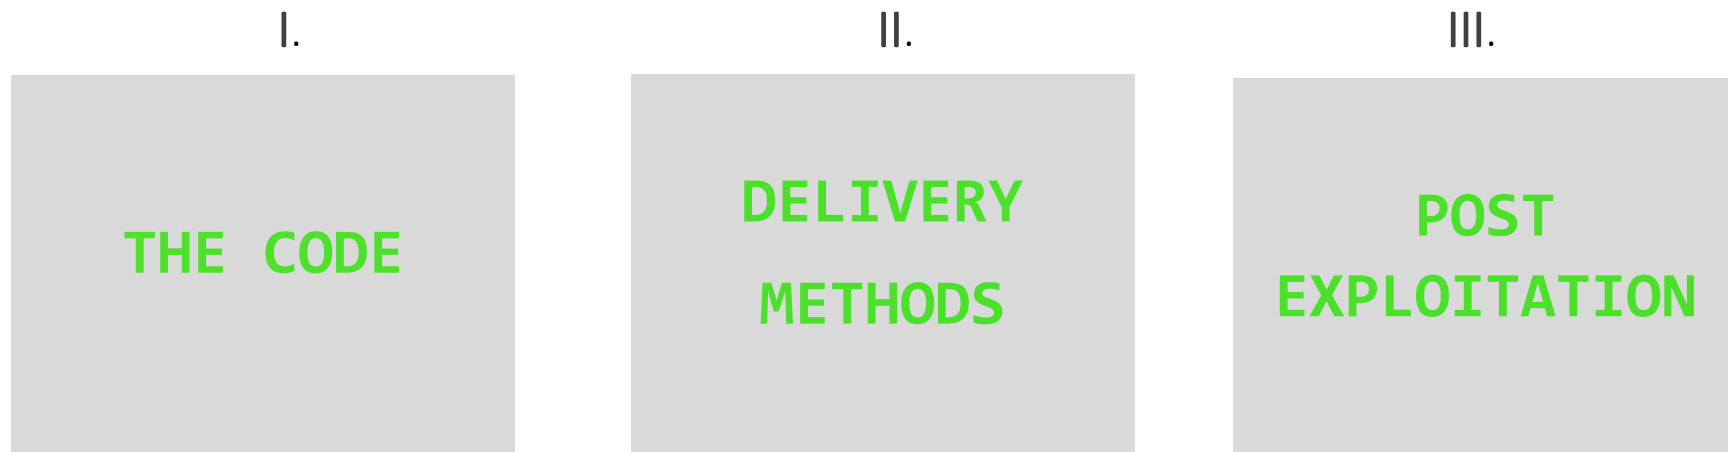 I.
II.
III.
THE CODE
DELIVERY
METHODS
POST
EXPLOITATION